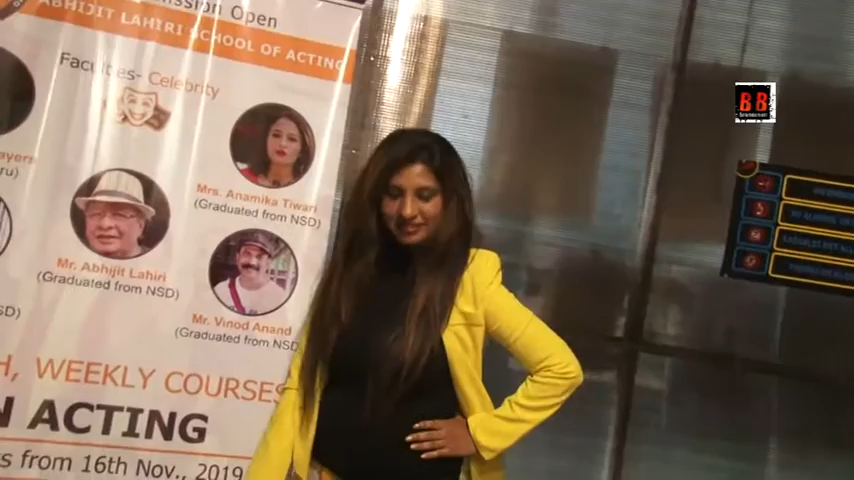 ssion Open
ABHIJIT LAHIRI SCHOOL OF ACTING
Faculties- Celebrity
Mrs. Anamika Tiwari
(Graduated from NSD)
Mr. Abhijit Lahiri
(Graduated from NSD)
Mr. Vinod Anand
(Graduated from NSD)
WEEKLY COURSES
ACTING
from 16th Nov., 2019
BB